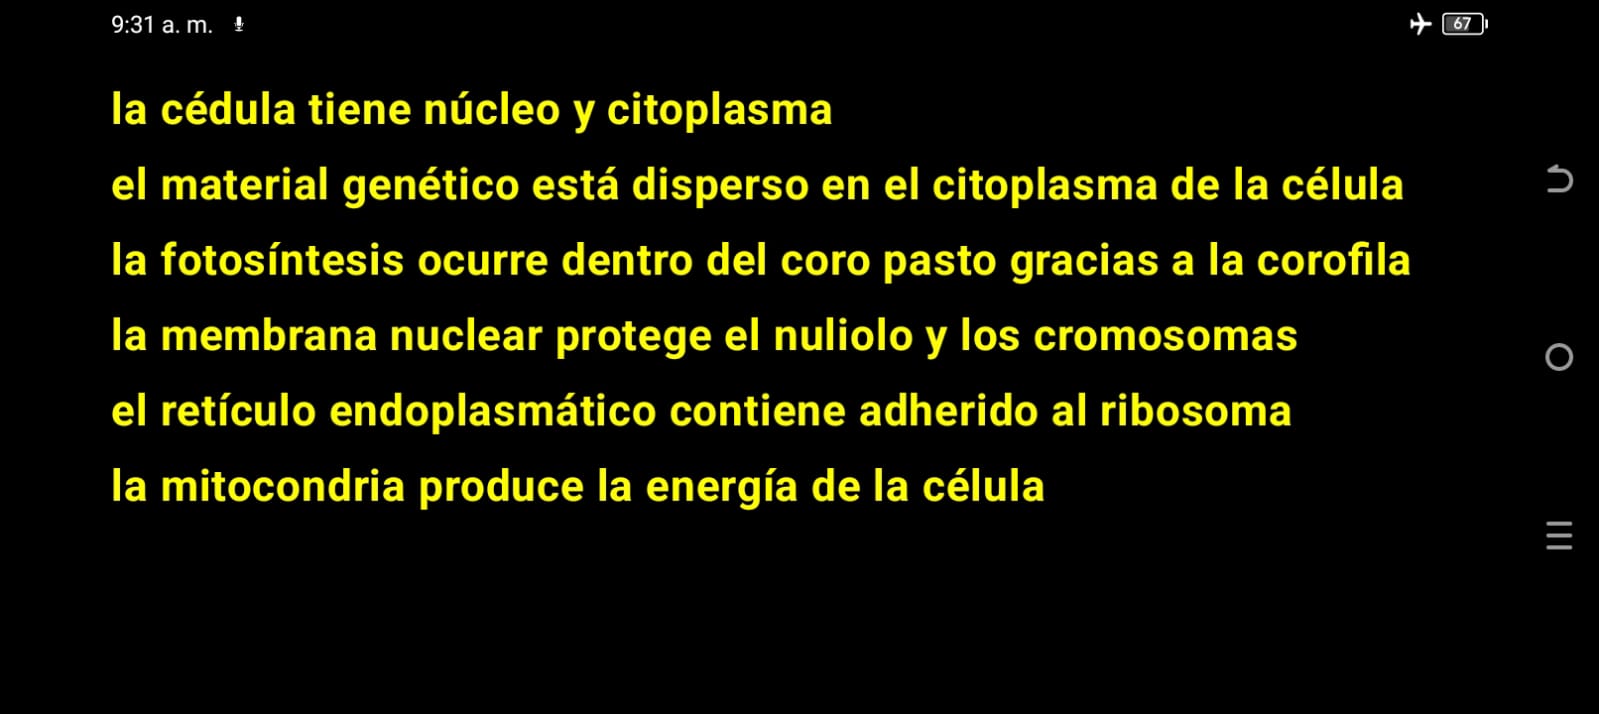 9:31 a. m.
67
la cédula tiene núcleo y citoplasma
el material genético está disperso en el citoplasma de la célula
la fotosíntesis ocurre dentro del coro pasto gracias a la corofila
la membrana nuclear protege el nuliolo y los cromosomas
el retículo endoplasmático contiene adherido al ribosoma
la mitocondria produce la energía de la célula